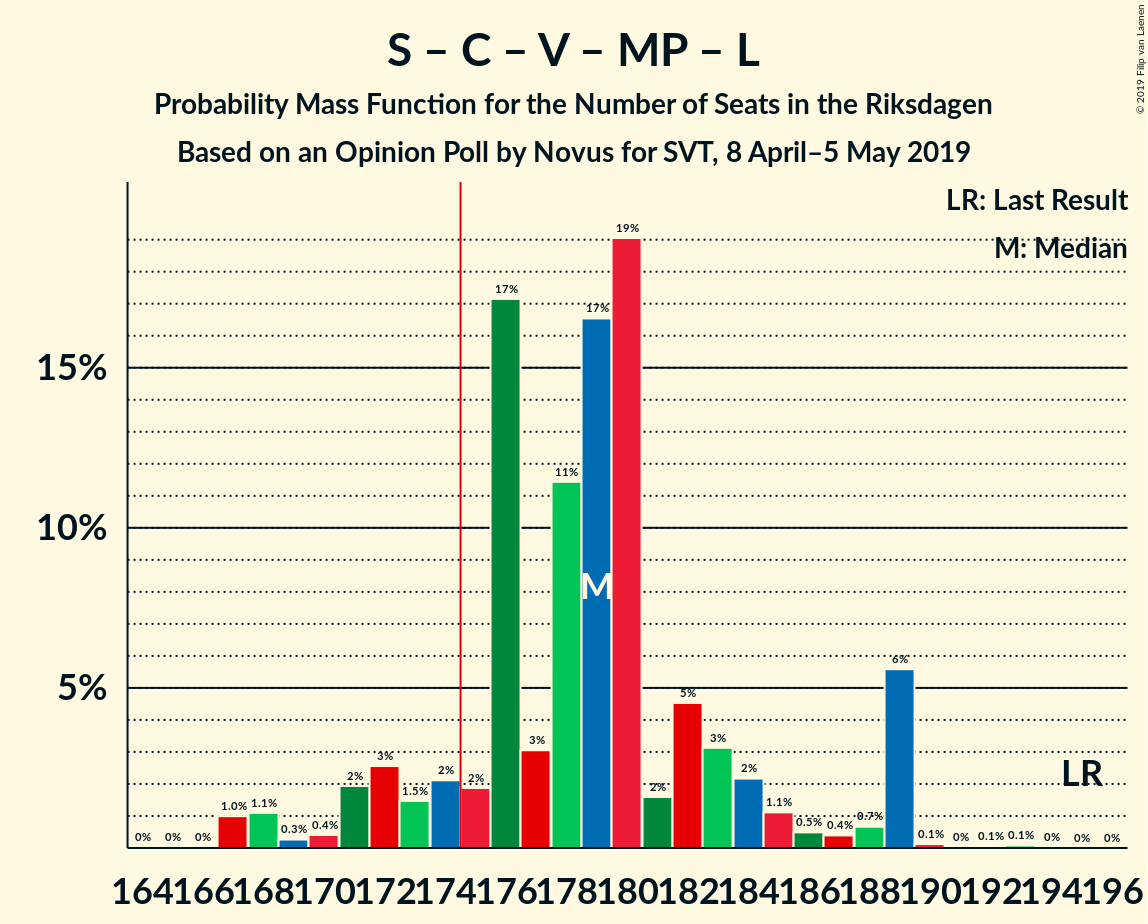 S – C – V – MP – L
Probability Mass Function for the Number of Seats in the Riksdagen
Based on an Opinion Poll by Novus for SVT, 8 April–5 May 2019
© 2019 Filip van Laenen
LR: Last Result
M: Median
15%
10%
5%
0% 0% 0% 1.0% 1.1% 0.3% 0.4% 2% 3% 1.5% 2% 2% 17% 3% 11% 17% 19% 2% 5% 3% 2% 1.1% 0.5% 0.4% 0.7% 6% 0.1% 0% 0.1% 0.1% 0% 0% 0%
M
LR
164 166 168 170 172 174 176 178 180 182 184 186 188 190 192 194 196